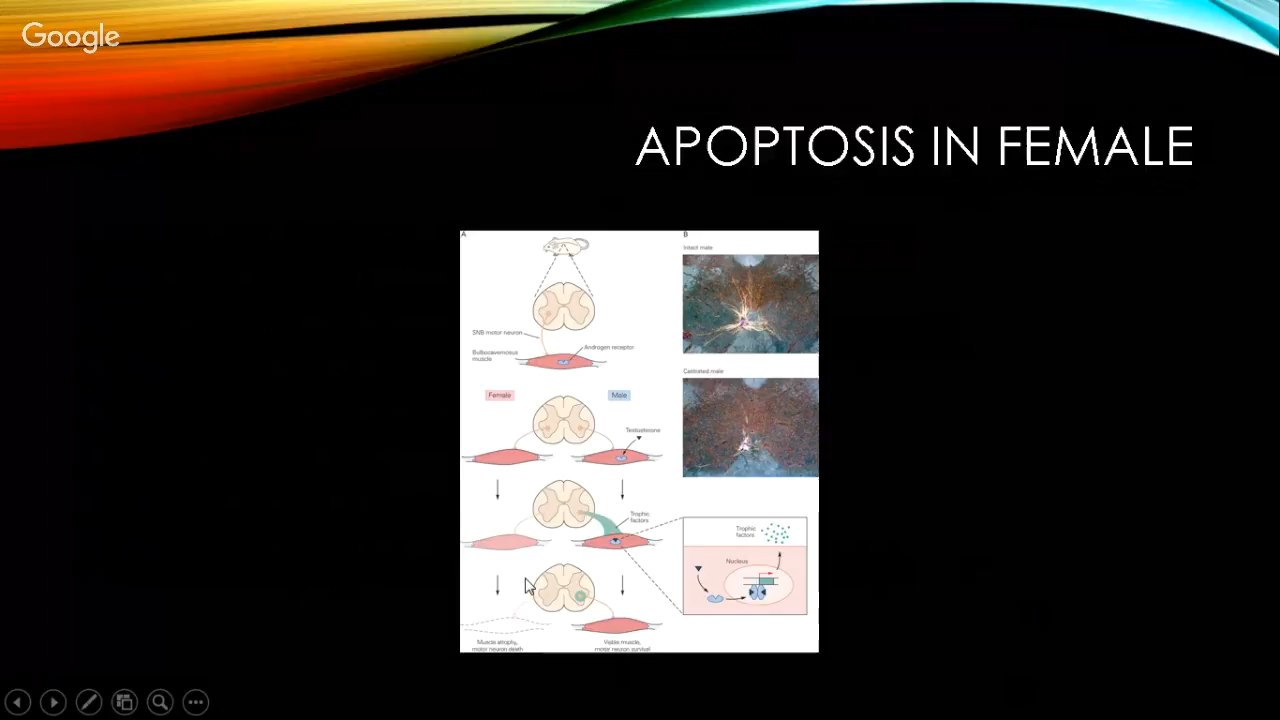 Google
APOPTOSIS IN FEMALE
A
SNB motor neuron
Bulbocavernosus
muscle
Androgen receptor
Female
Male
Testosterone
Trophic
factors
Muscle atrophy,
motor neuron death
Viable muscle,
motor neuron survival
B
Intact male
Castrated male
Trophic
factors
Nucleus